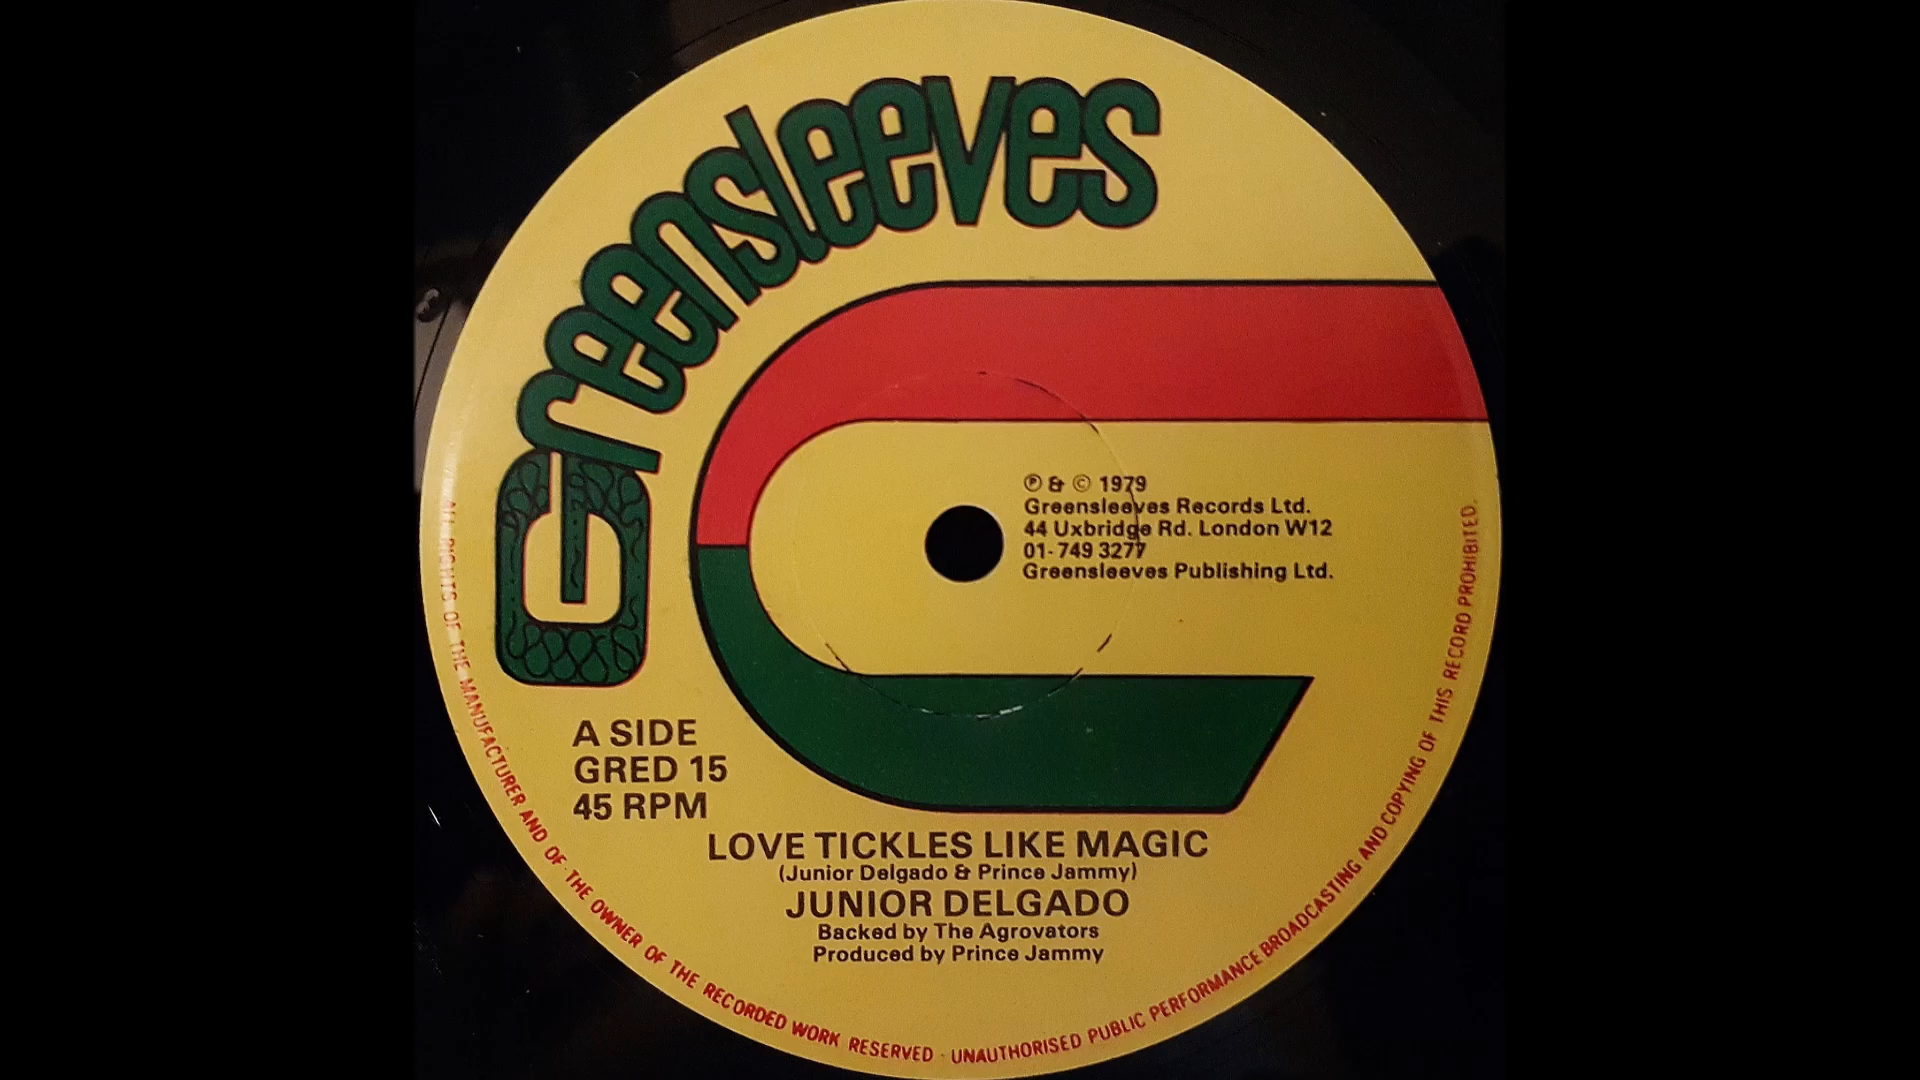 Greensleeves
℗ & © 1979
Greensleeves Records Ltd.
44 Uxbridge Rd. London W12
01-749 3277
Greensleeves Publishing Ltd.
A SIDE
GRED 15
45 RPM
LOVE TICKLES LIKE MAGIC
(Junior Delgado & Prince Jammy)
JUNIOR DELGADO
Backed by The Agrovators
Produced by Prince Jammy
ALL RIGHTS OF THE MANUFACTURER AND OF · THE OWNER OF THE RECORDED WORK RESERVED · UNAUTHORISED PUBLIC PERFORMANCE BROADCASTING AND COPYING OF THIS RECORD PROHIBITED.